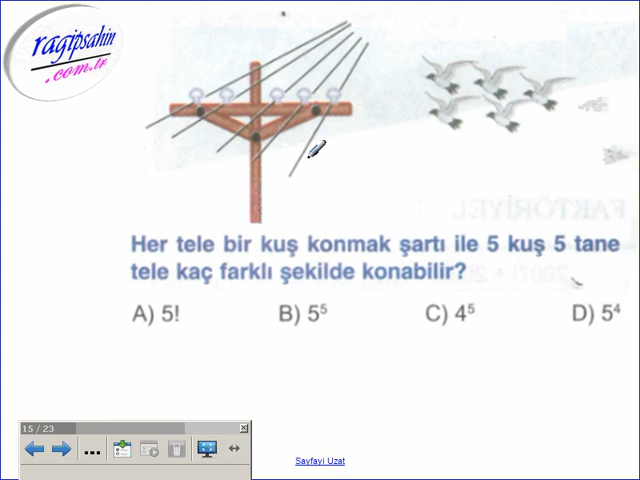 ragipsahin
.com.tr
Her tele bir kuş konmak şartı ile 5 kuş 5 tane
tele kaç farklı şekilde konabilir?
A) 5! B) 5⁵ C) 4⁵ D) 5⁴
15 / 23
Sayfayi Uzat